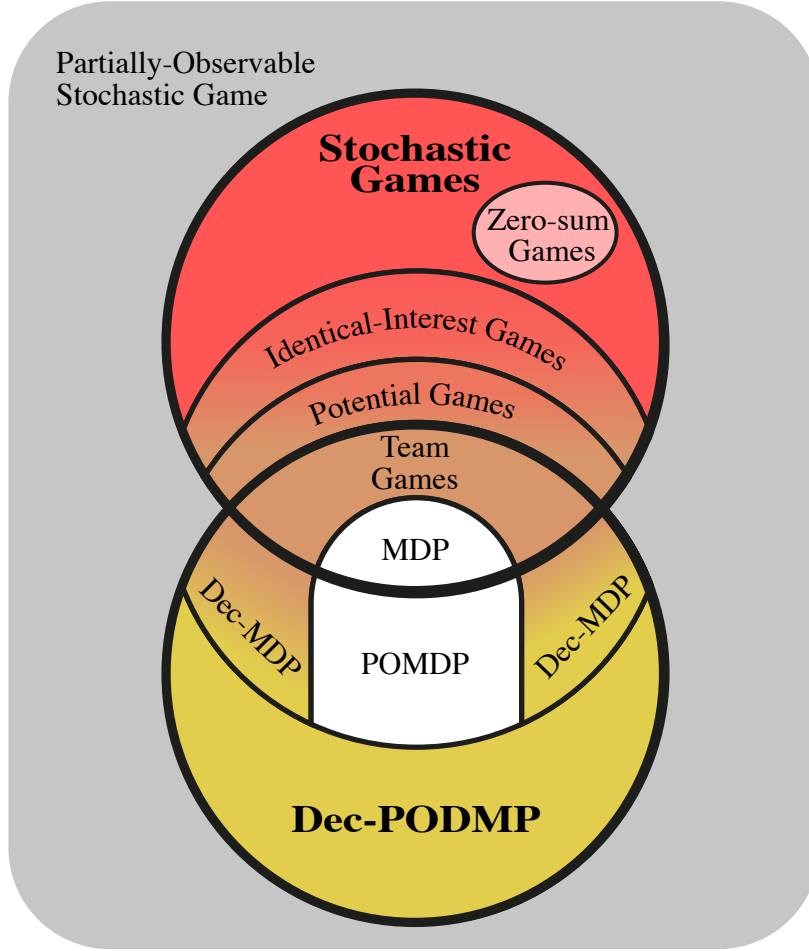 Partially-Observable
Stochastic Game
Stochastic
Games
Zero-sum
Games
Identical-Interest Games
Potential Games
Team
Games
MDP
Dec-MDP
Dec-MDP
POMDP
Dec-PODMP